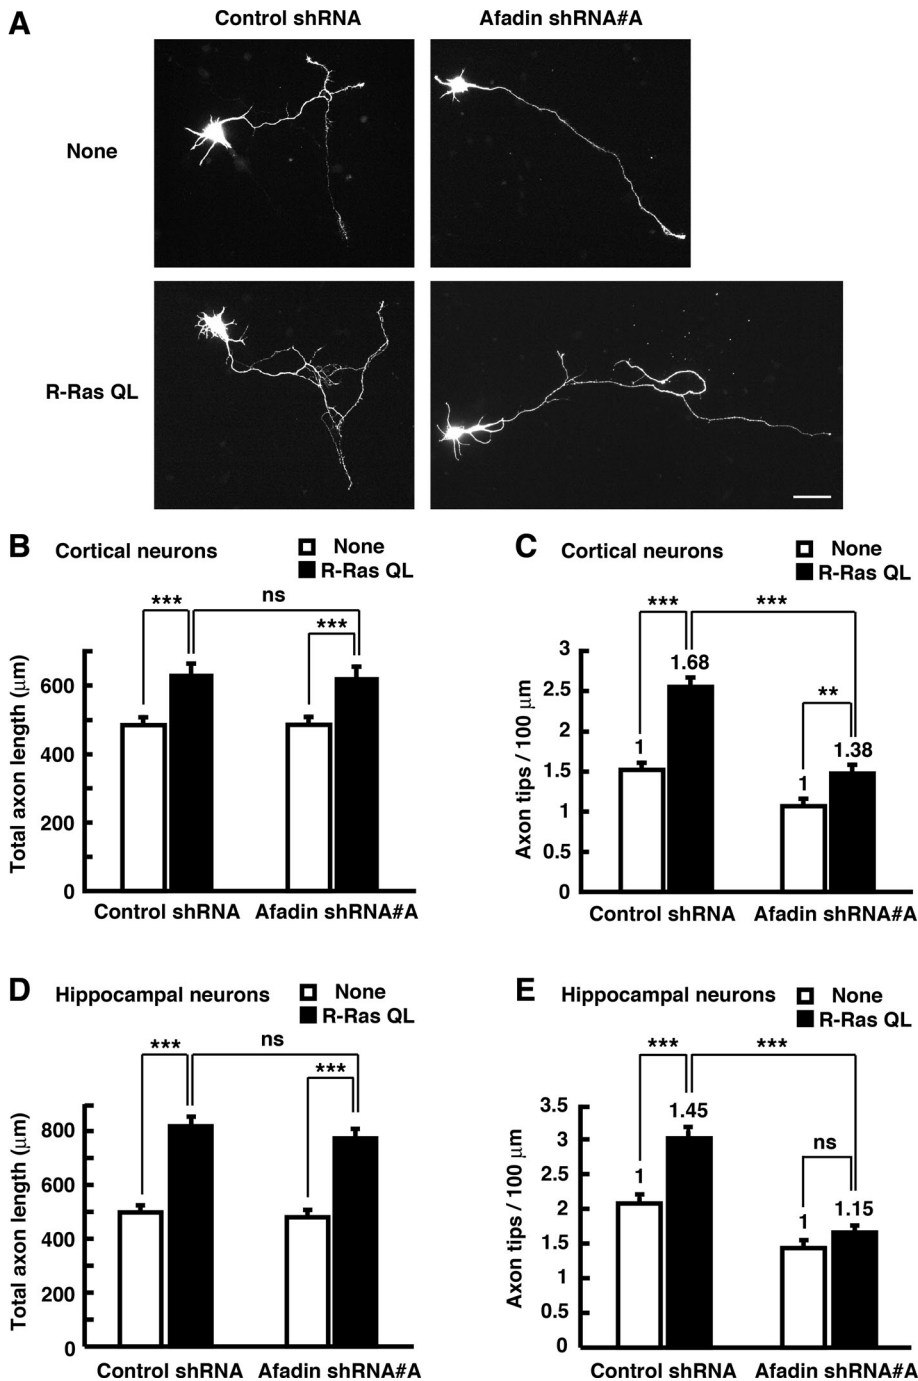 A
Control shRNA
Afadin shRNA#A
None
R-Ras QL
B
Cortical neurons
None
R-Ras QL
***
ns
***
Total axon length (μm)
600
400
200
0
Control shRNA
Afadin shRNA#A
C
Cortical neurons
None
R-Ras QL
***
***
**
Axon tips / 100 μm
3
2.5
2
1.5
1
0.5
0
1
1.68
1
1.38
Control shRNA
Afadin shRNA#A
D
Hippocampal neurons
None
R-Ras QL
***
ns
***
Total axon length (μm)
800
600
400
200
0
Control shRNA
Afadin shRNA#A
E
Hippocampal neurons
None
R-Ras QL
***
***
ns
Axon tips / 100 μm
3.5
3
2.5
2
1.5
1
0.5
0
1
1.45
1
1.15
Control shRNA
Afadin shRNA#A